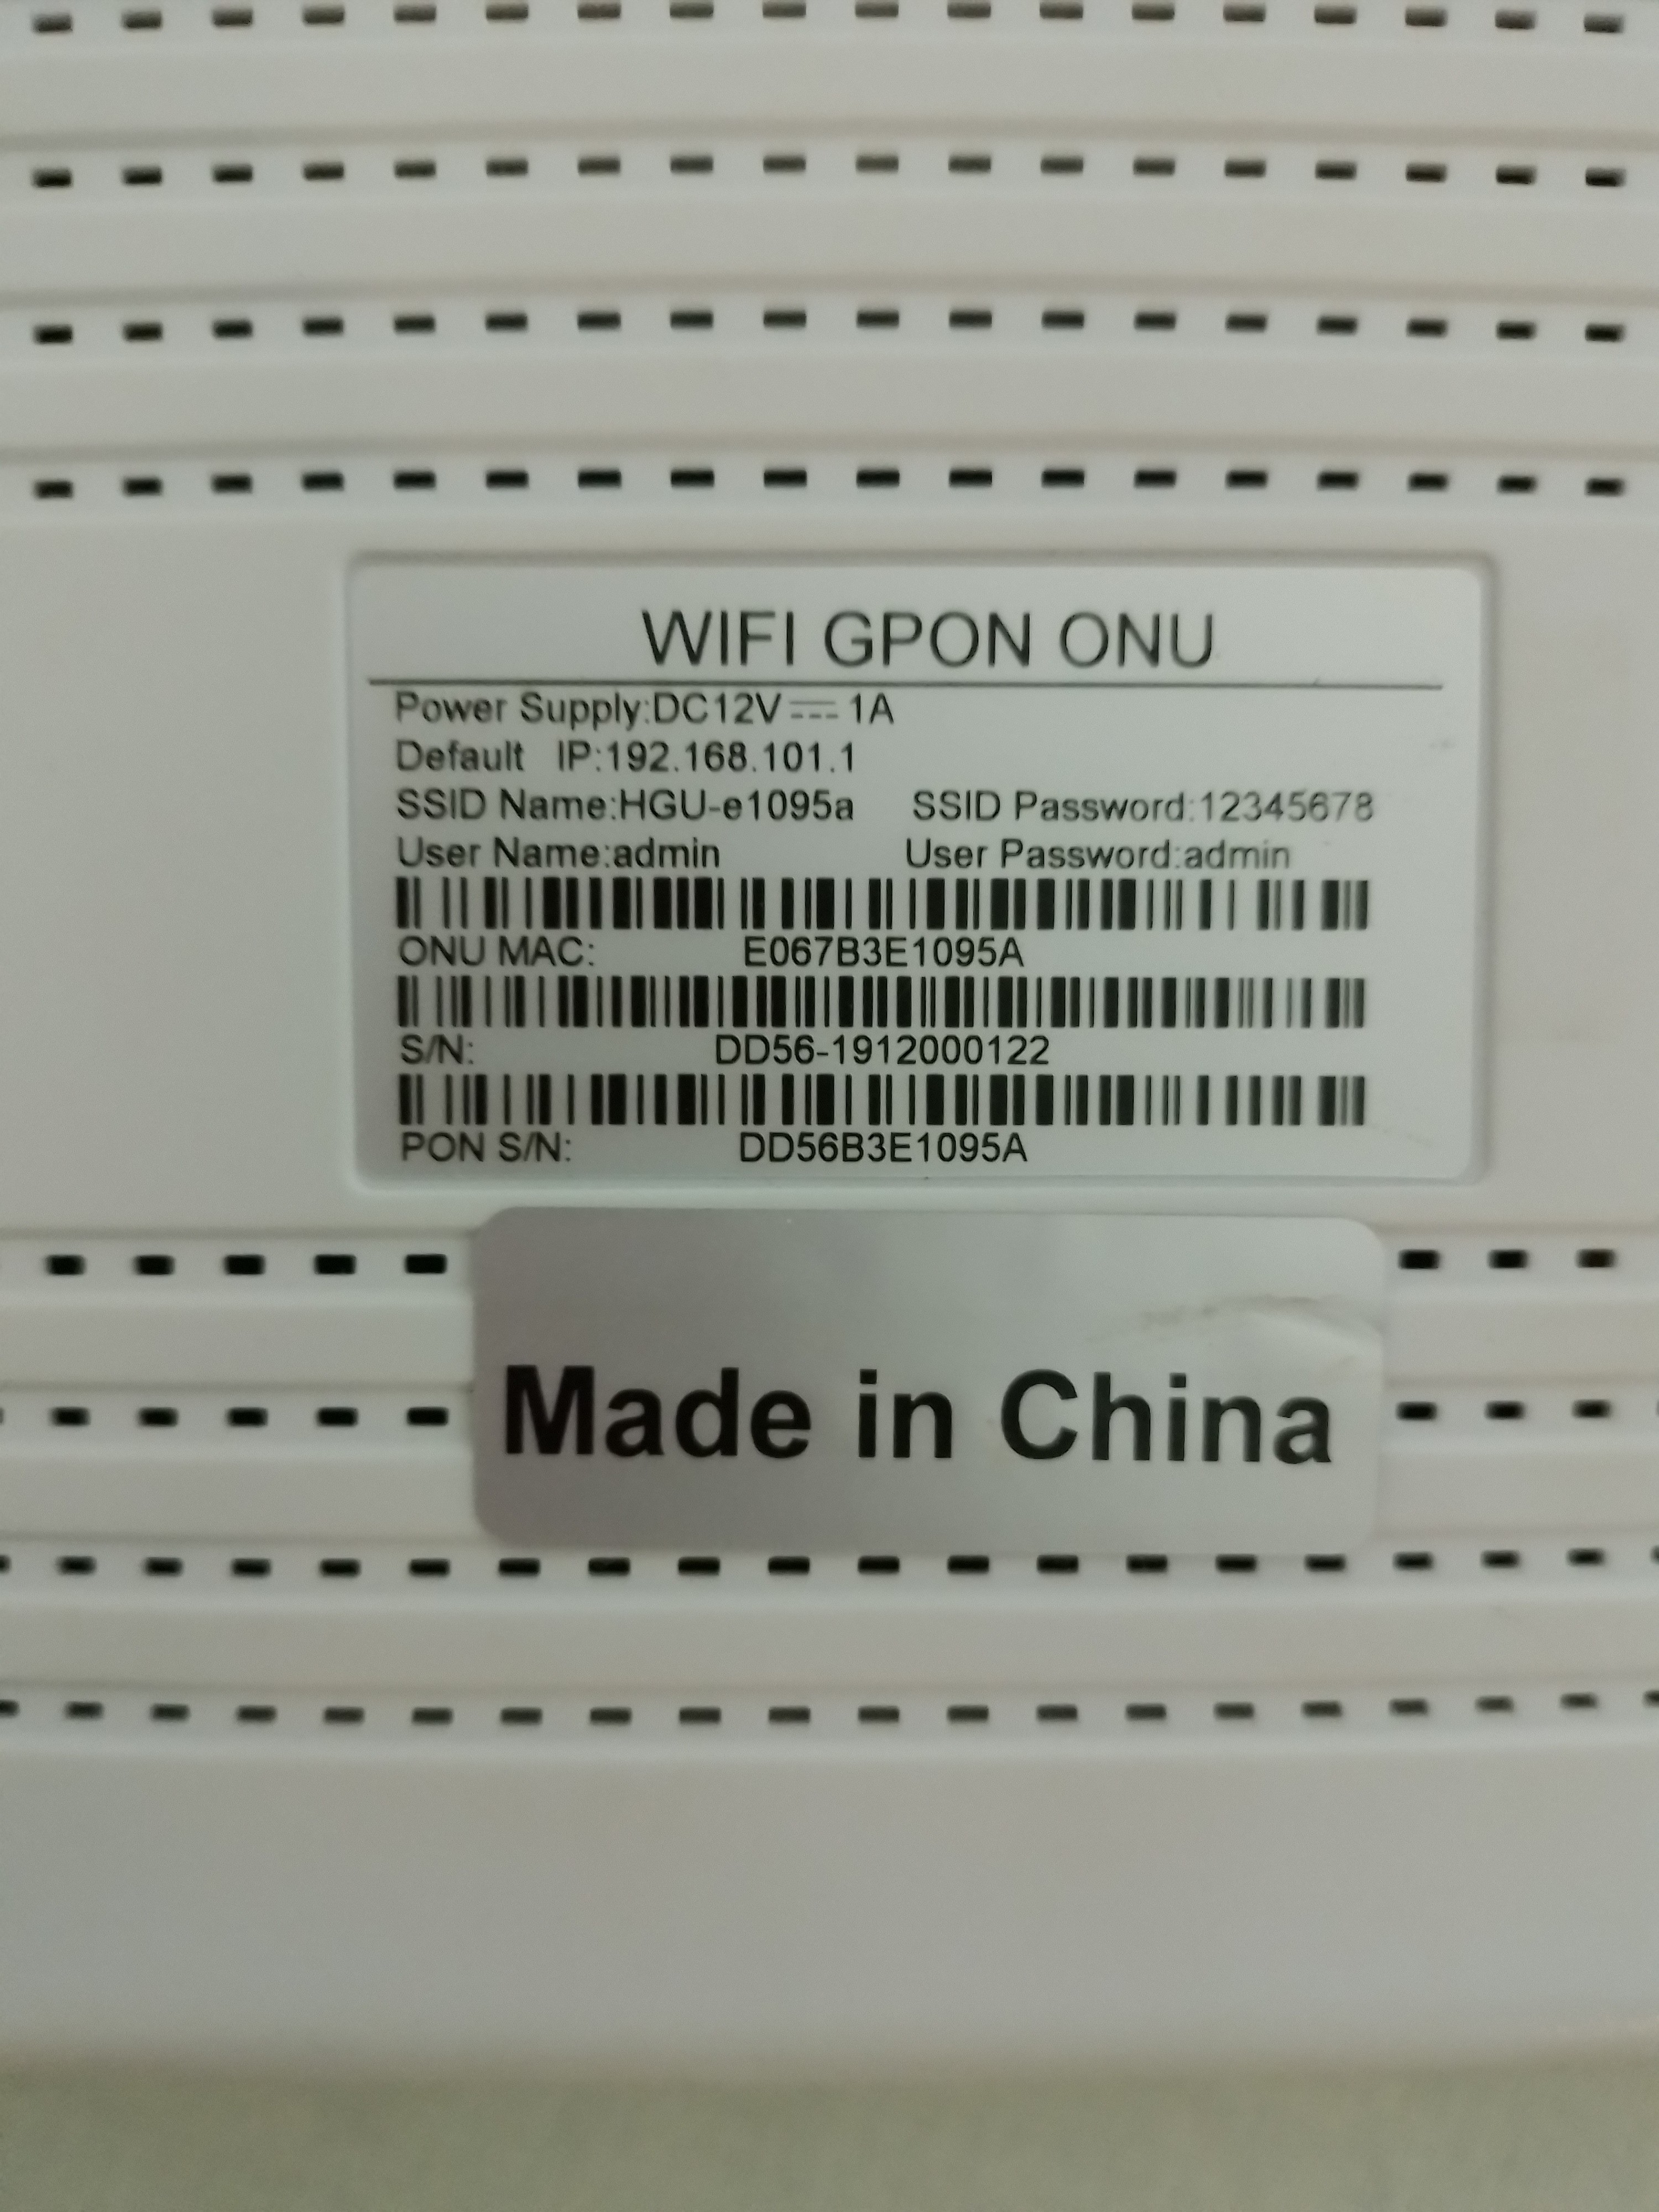 WIFI GPON ONU
Power Supply:DC12V⎓1A
Default IP:192.168.101.1
SSID Name:HGU-e1095a SSID Password:12345678
User Name:admin User Password:admin
ONU MAC: E067B3E1095A
S/N: DD56-1912000122
PON S/N: DD56B3E1095A
Made in China